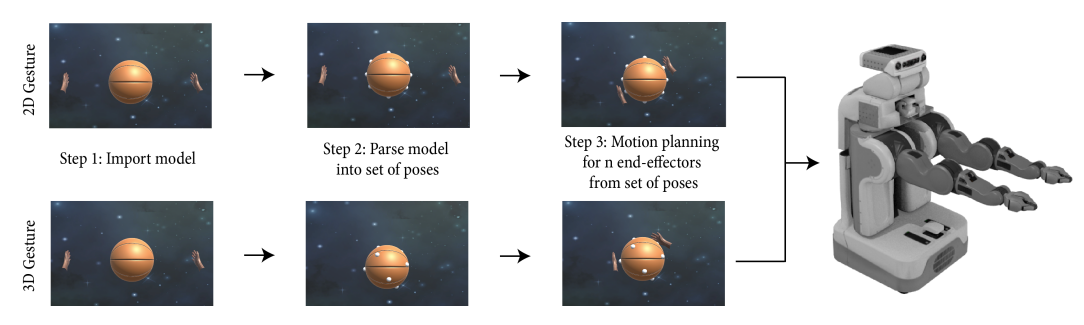 2D Gesture
Step 1: Import model
Step 2: Parse model
into set of poses
Step 3: Motion planning
for n end-effectors
from set of poses
3D Gesture